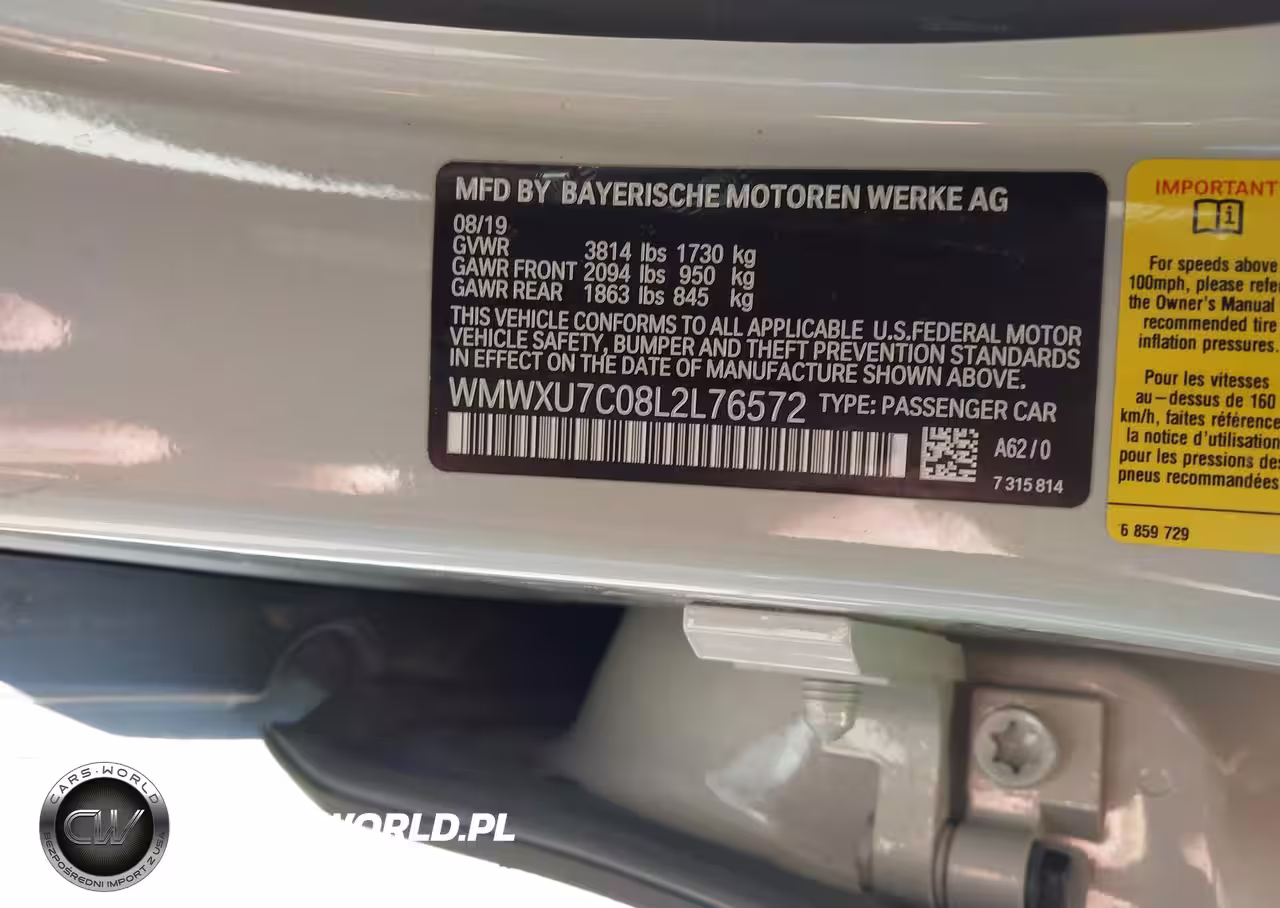 MFD BY BAYERISCHE MOTOREN WERKE AG
08/19
GVWR 3814 lbs 1730 kg
GAWR FRONT 2094 lbs 950 kg
GAWR REAR 1863 lbs 845 kg
THIS VEHICLE CONFORMS TO ALL APPLICABLE U.S.FEDERAL MOTOR
VEHICLE SAFETY, BUMPER AND THEFT PREVENTION STANDARDS
IN EFFECT ON THE DATE OF MANUFACTURE SHOWN ABOVE.
WMWXU7C08L2L76572 TYPE: PASSENGER CAR
A62/0
7 315 814
IMPORTANT
For speeds above
100mph, please refe
the Owner's Manual
recommended tire
inflation pressures.
Pour les vitesses
au-dessus de 160
km/h, faites référence
la notice d'utilisation
pour les pressions des
pneus recommandées
6 859 729
CARS-WORLD
CW
BEZPOŚREDNI IMPORT Z USA
WORLD.PL